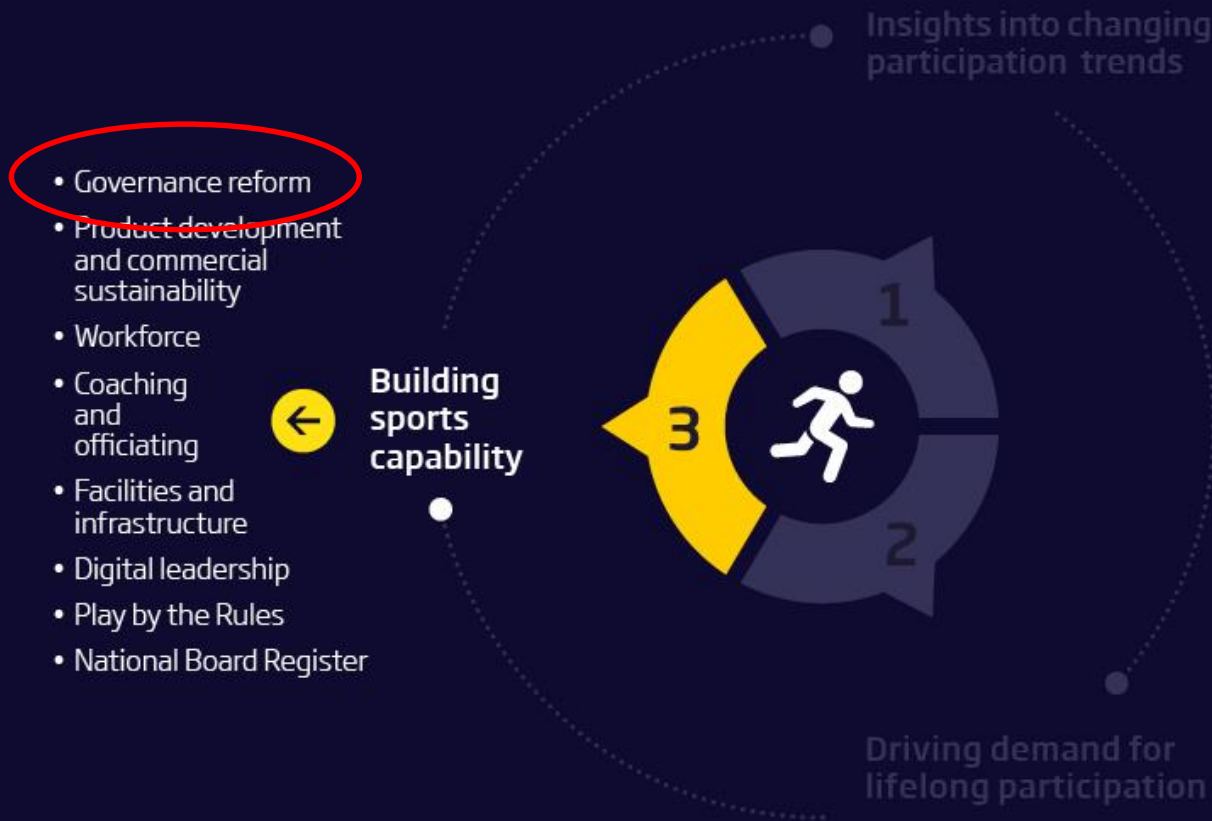 Insights into changing
participation trends
• Governance reform
• Product development
and commercial
sustainability
• Workforce
• Coaching
and
officiating
• Facilities and
infrastructure
• Digital leadership
• Play by the Rules
• National Board Register
Building
sports
capability
1
3
2
Driving demand for
lifelong participation